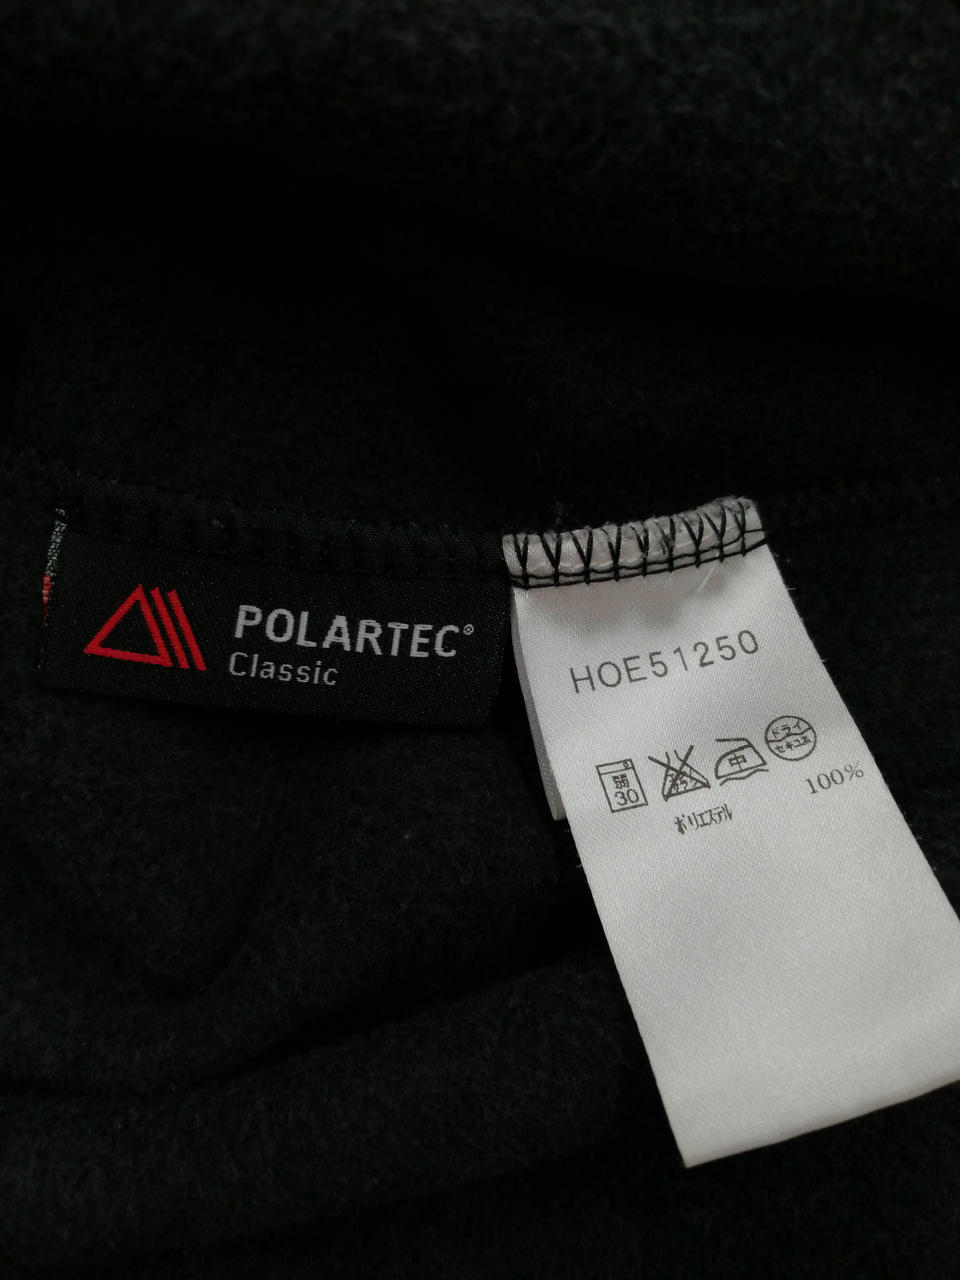 POLARTEC®
Classic
HOE51250
弱
30
中
ドライ
セキユ系
ポリエステル
100%